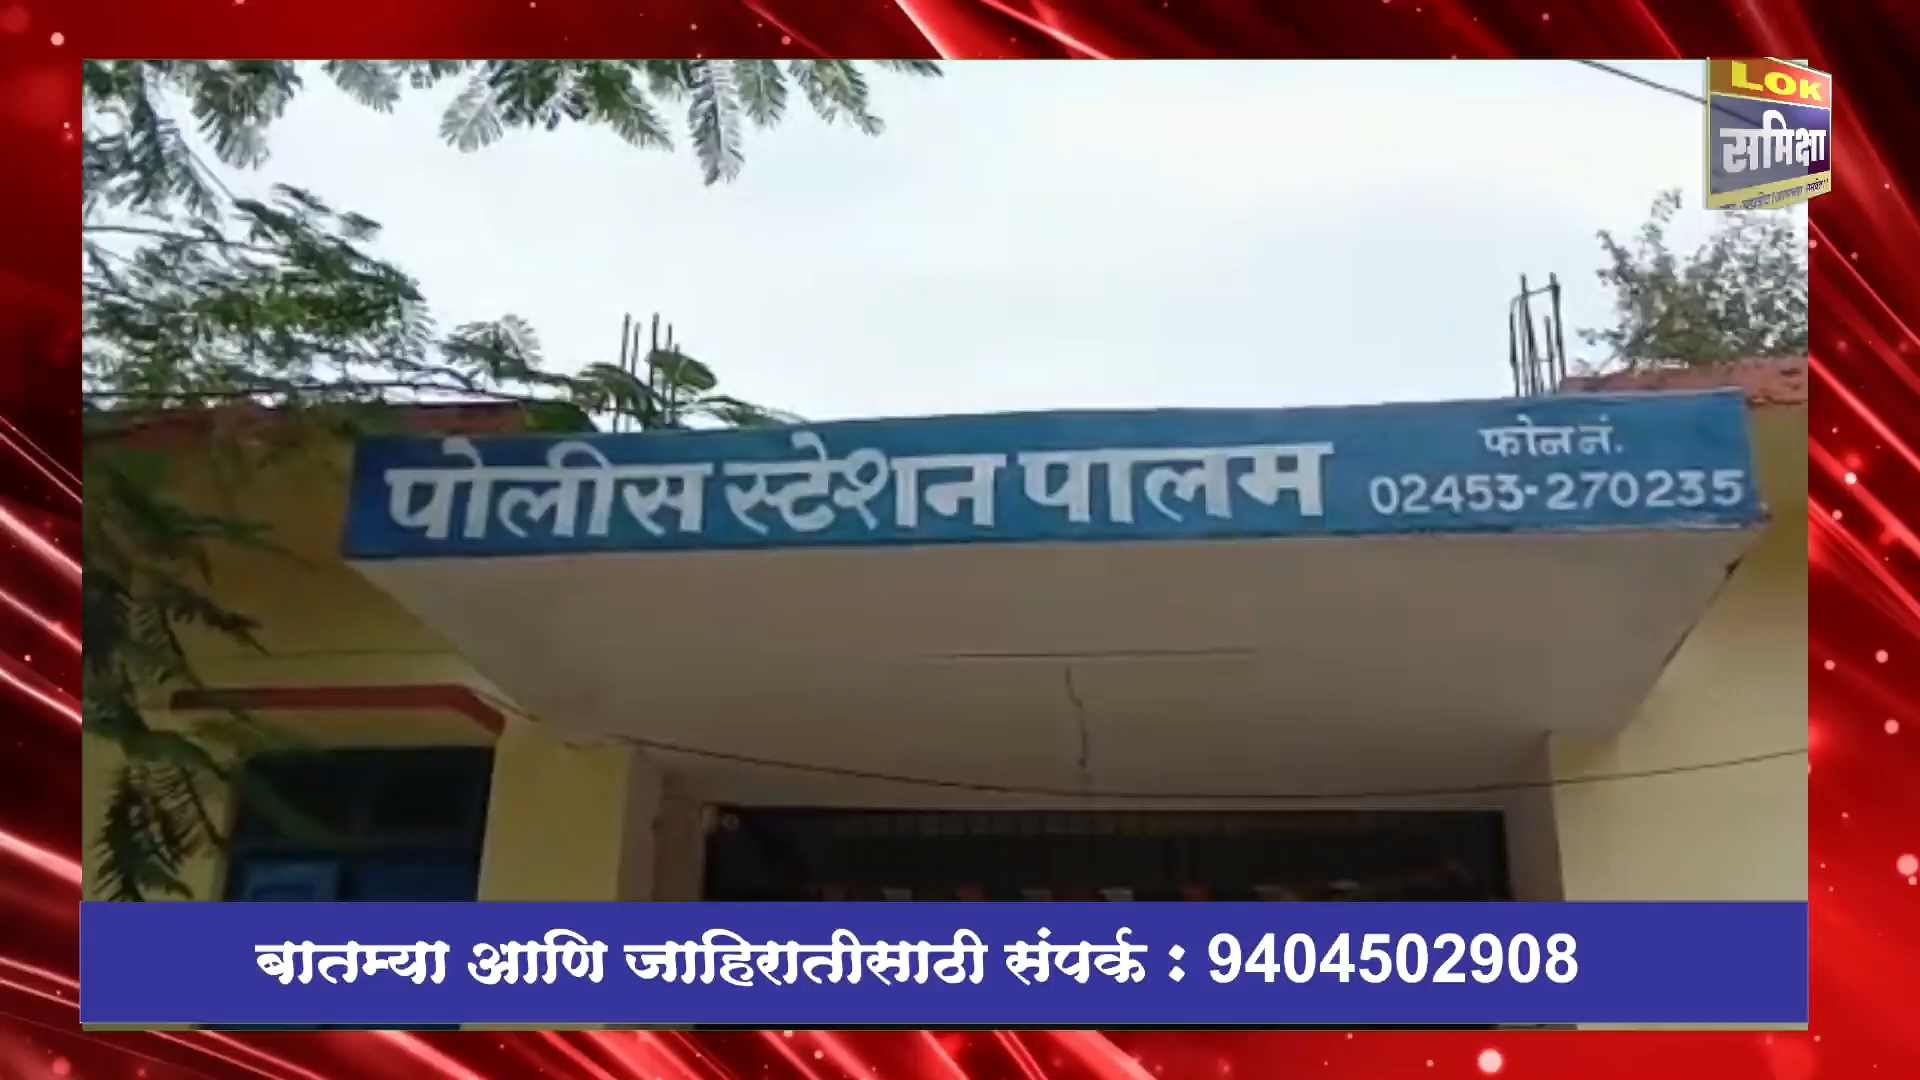 LOK
समिक्षा
पोलीस स्टेशन पालम
फोन नं.
02453-270235
बातम्या आणि जाहिरातीसाठी संपर्क : 9404502908